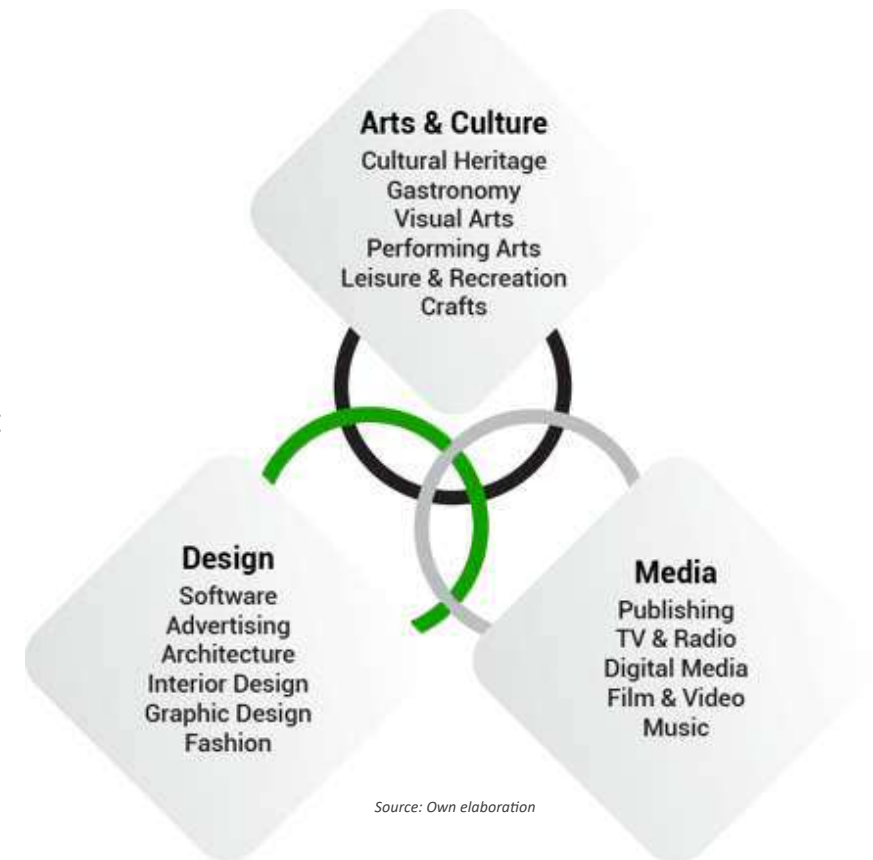 Arts & Culture
Cultural Heritage
Gastronomy
Visual Arts
Performing Arts
Leisure & Recreation
Crafts
Design
Software
Advertising
Architecture
Interior Design
Graphic Design
Fashion
Media
Publishing
TV & Radio
Digital Media
Film & Video
Music
Source: Own elaboration